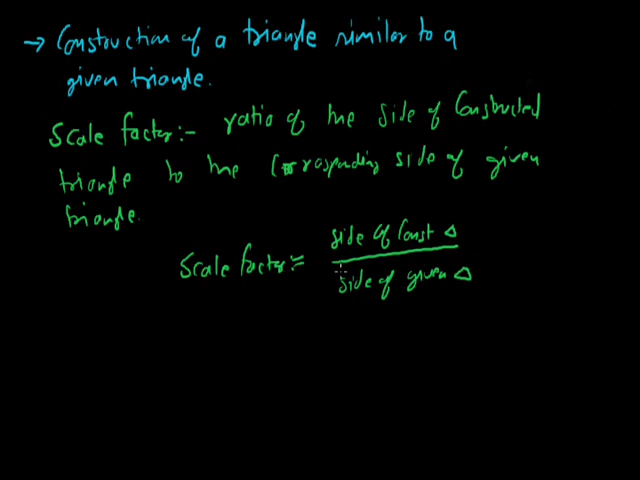 → Construction of a triangle similar to a
given triangle.
Scale factor:- ratio of the side of Constructed
triangle to the Corrosponding side of given
triangle.
side of Const Δ
Scale factor:=
side of given Δ